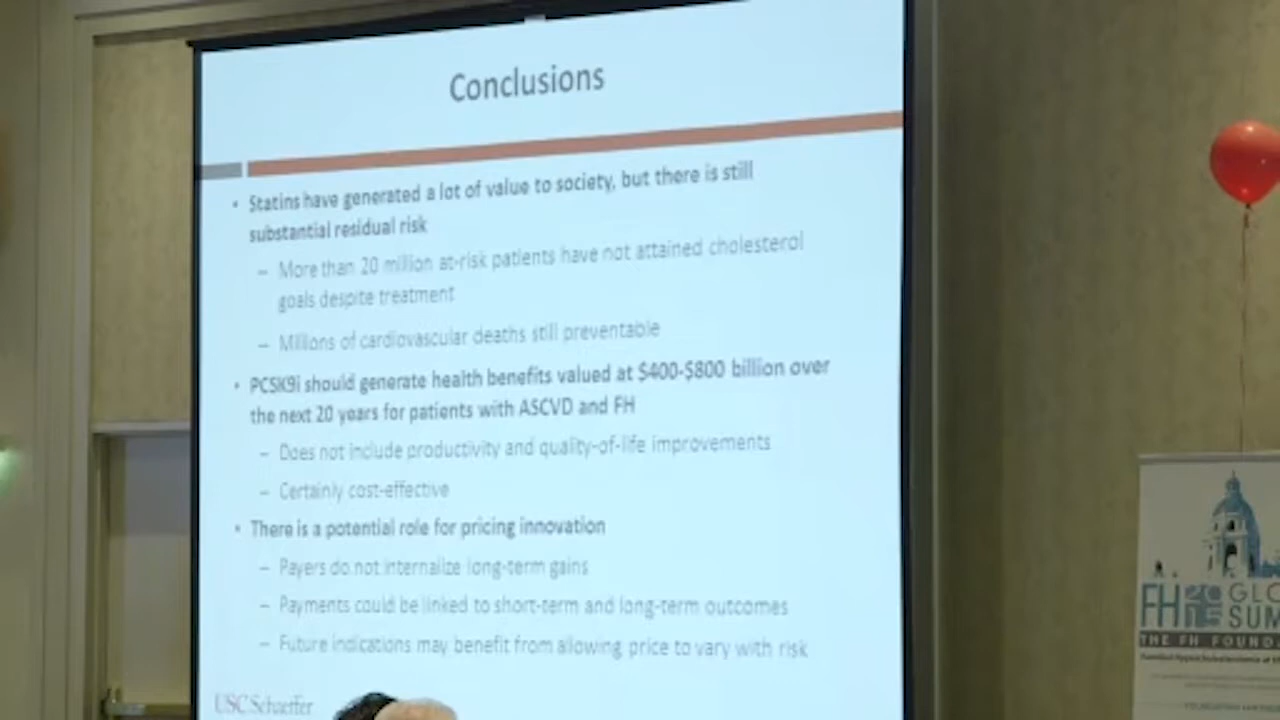 Conclusions
• Statins have generated a lot of value to society, but there is still
substantial residual risk
– More than 20 million at-risk patients have not attained cholesterol
goals despite treatment
– Millions of cardiovascular deaths still preventable
• PCSK9i should generate health benefits valued at $400-$800 billion over
the next 20 years for patients with ASCVD and FH
– Does not include productivity and quality-of-life improvements
– Certainly cost-effective
• There is a potential role for pricing innovation
– Payers do not internalize long-term gains
– Payments could be linked to short-term and long-term outcomes
– Future indications may benefit from allowing price to vary with risk
USC Schaeffer
FH GLO
SUM
THE FH FOUND